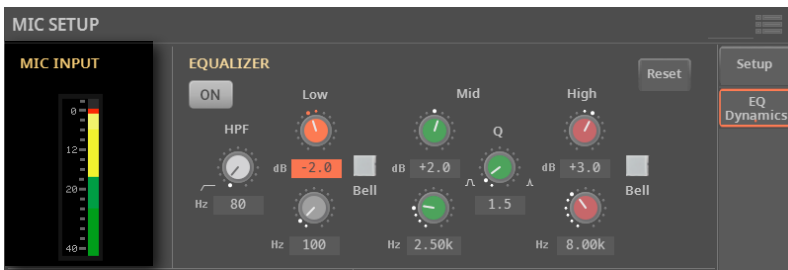 MIC SETUP
MIC INPUT
0
12
20
40
EQUALIZER
ON
Reset
Low
Mid
High
HPF
Q
dB -2.0
Bell
dB +2.0
dB +3.0
Bell
Hz 80
1.5
Hz 100
Hz 2.50k
Hz 8.00k
Setup
EQ
Dynamics